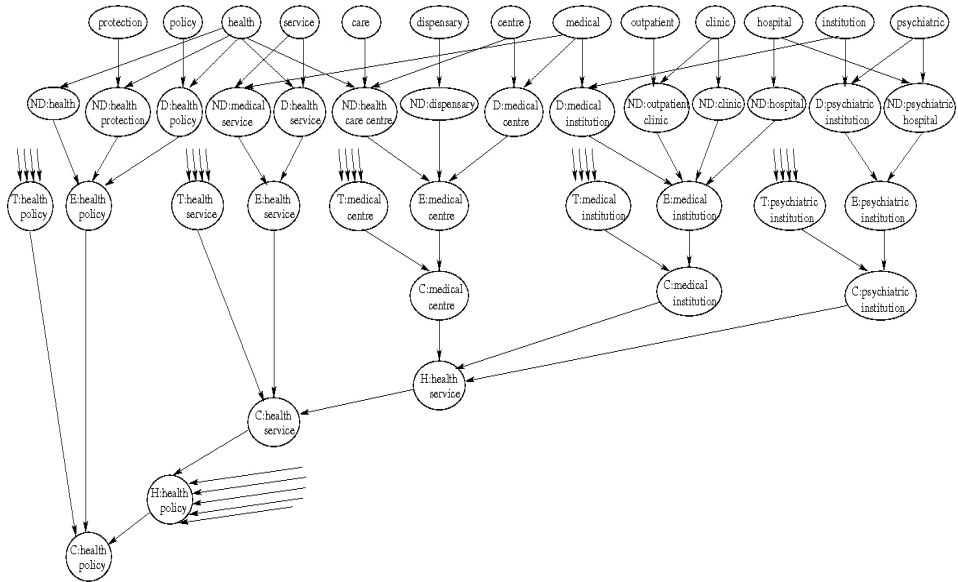 protection policy health service care dispensary centre medical outpatient clinic hospital institution psychiatric
ND:health
ND:health
protection
D:health
policy
ND:medical
service
D:health
service
ND:health
care centre
ND:dispensary
D:medical
centre
D:medical
institution
ND:outpatient
clinic
ND:clinic
ND:hospital
D:psychiatric
institution
ND:psychiatric
hospital
T:health
policy
E:health
policy
T:health
service
E:health
service
T:medical
centre
E:medical
centre
T:medical
institution
E:medical
institution
T:psychiatric
institution
E:psychiatric
institution
C:medical
centre
C:medical
institution
C:psychiatric
institution
H:health
service
C:health
service
H:health
policy
C:health
policy